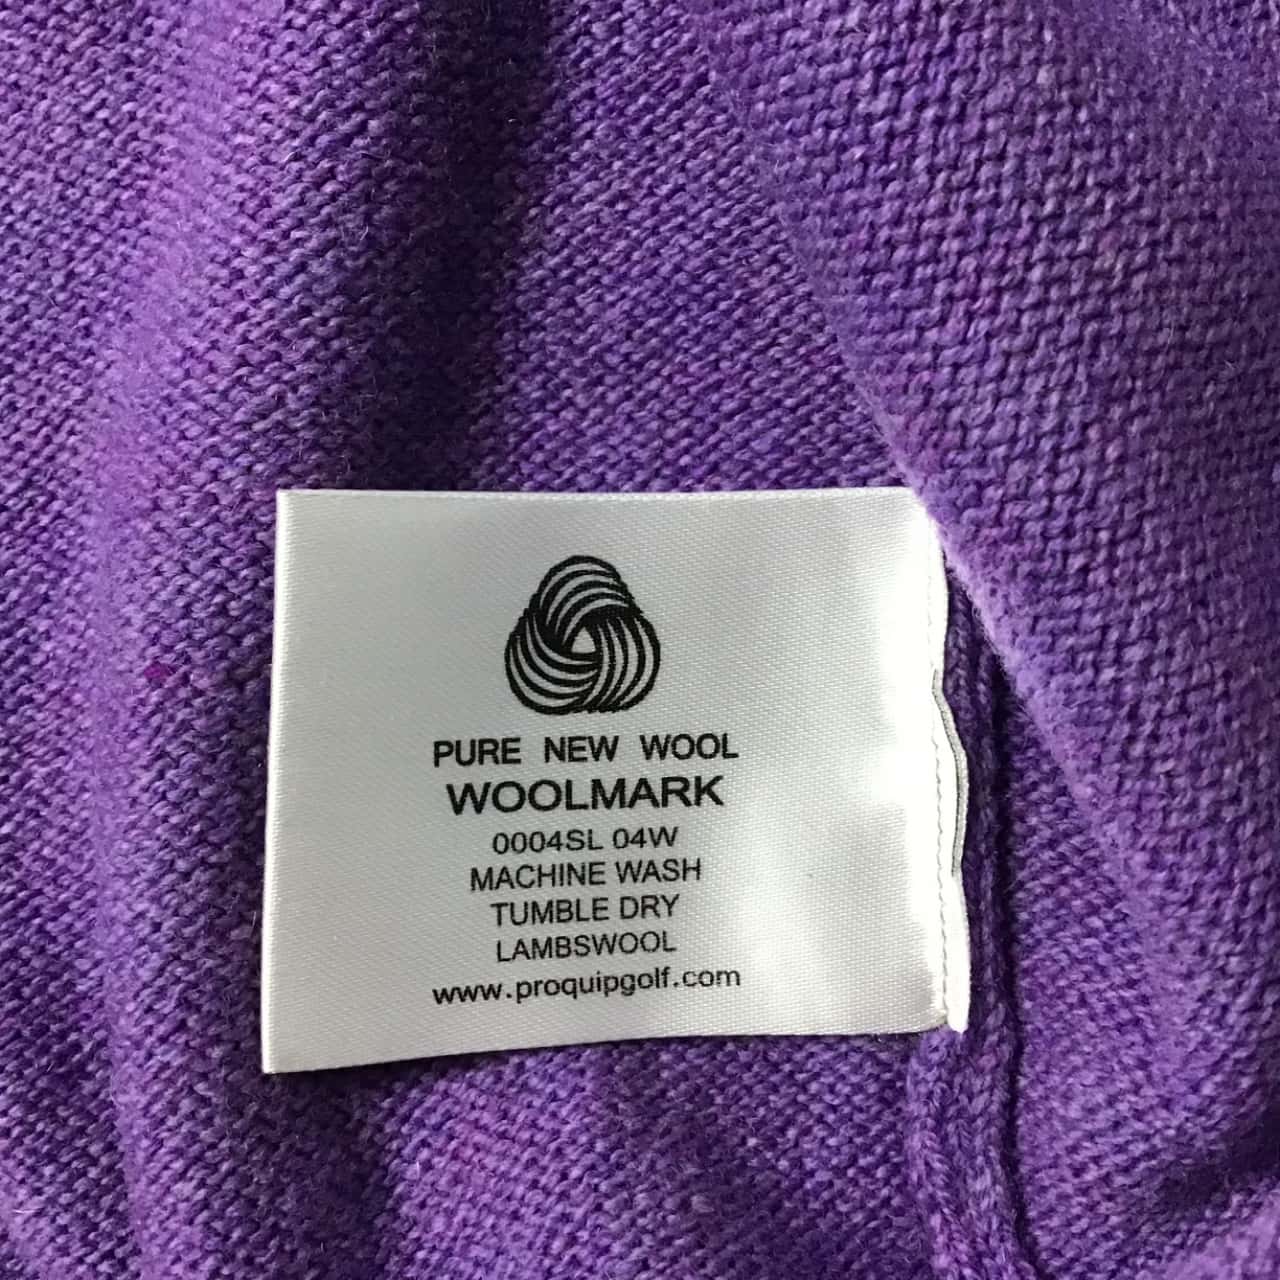 PURE NEW WOOL
WOOLMARK
0004SL 04W
MACHINE WASH
TUMBLE DRY
LAMBSWOOL
www.proquipgolf.com